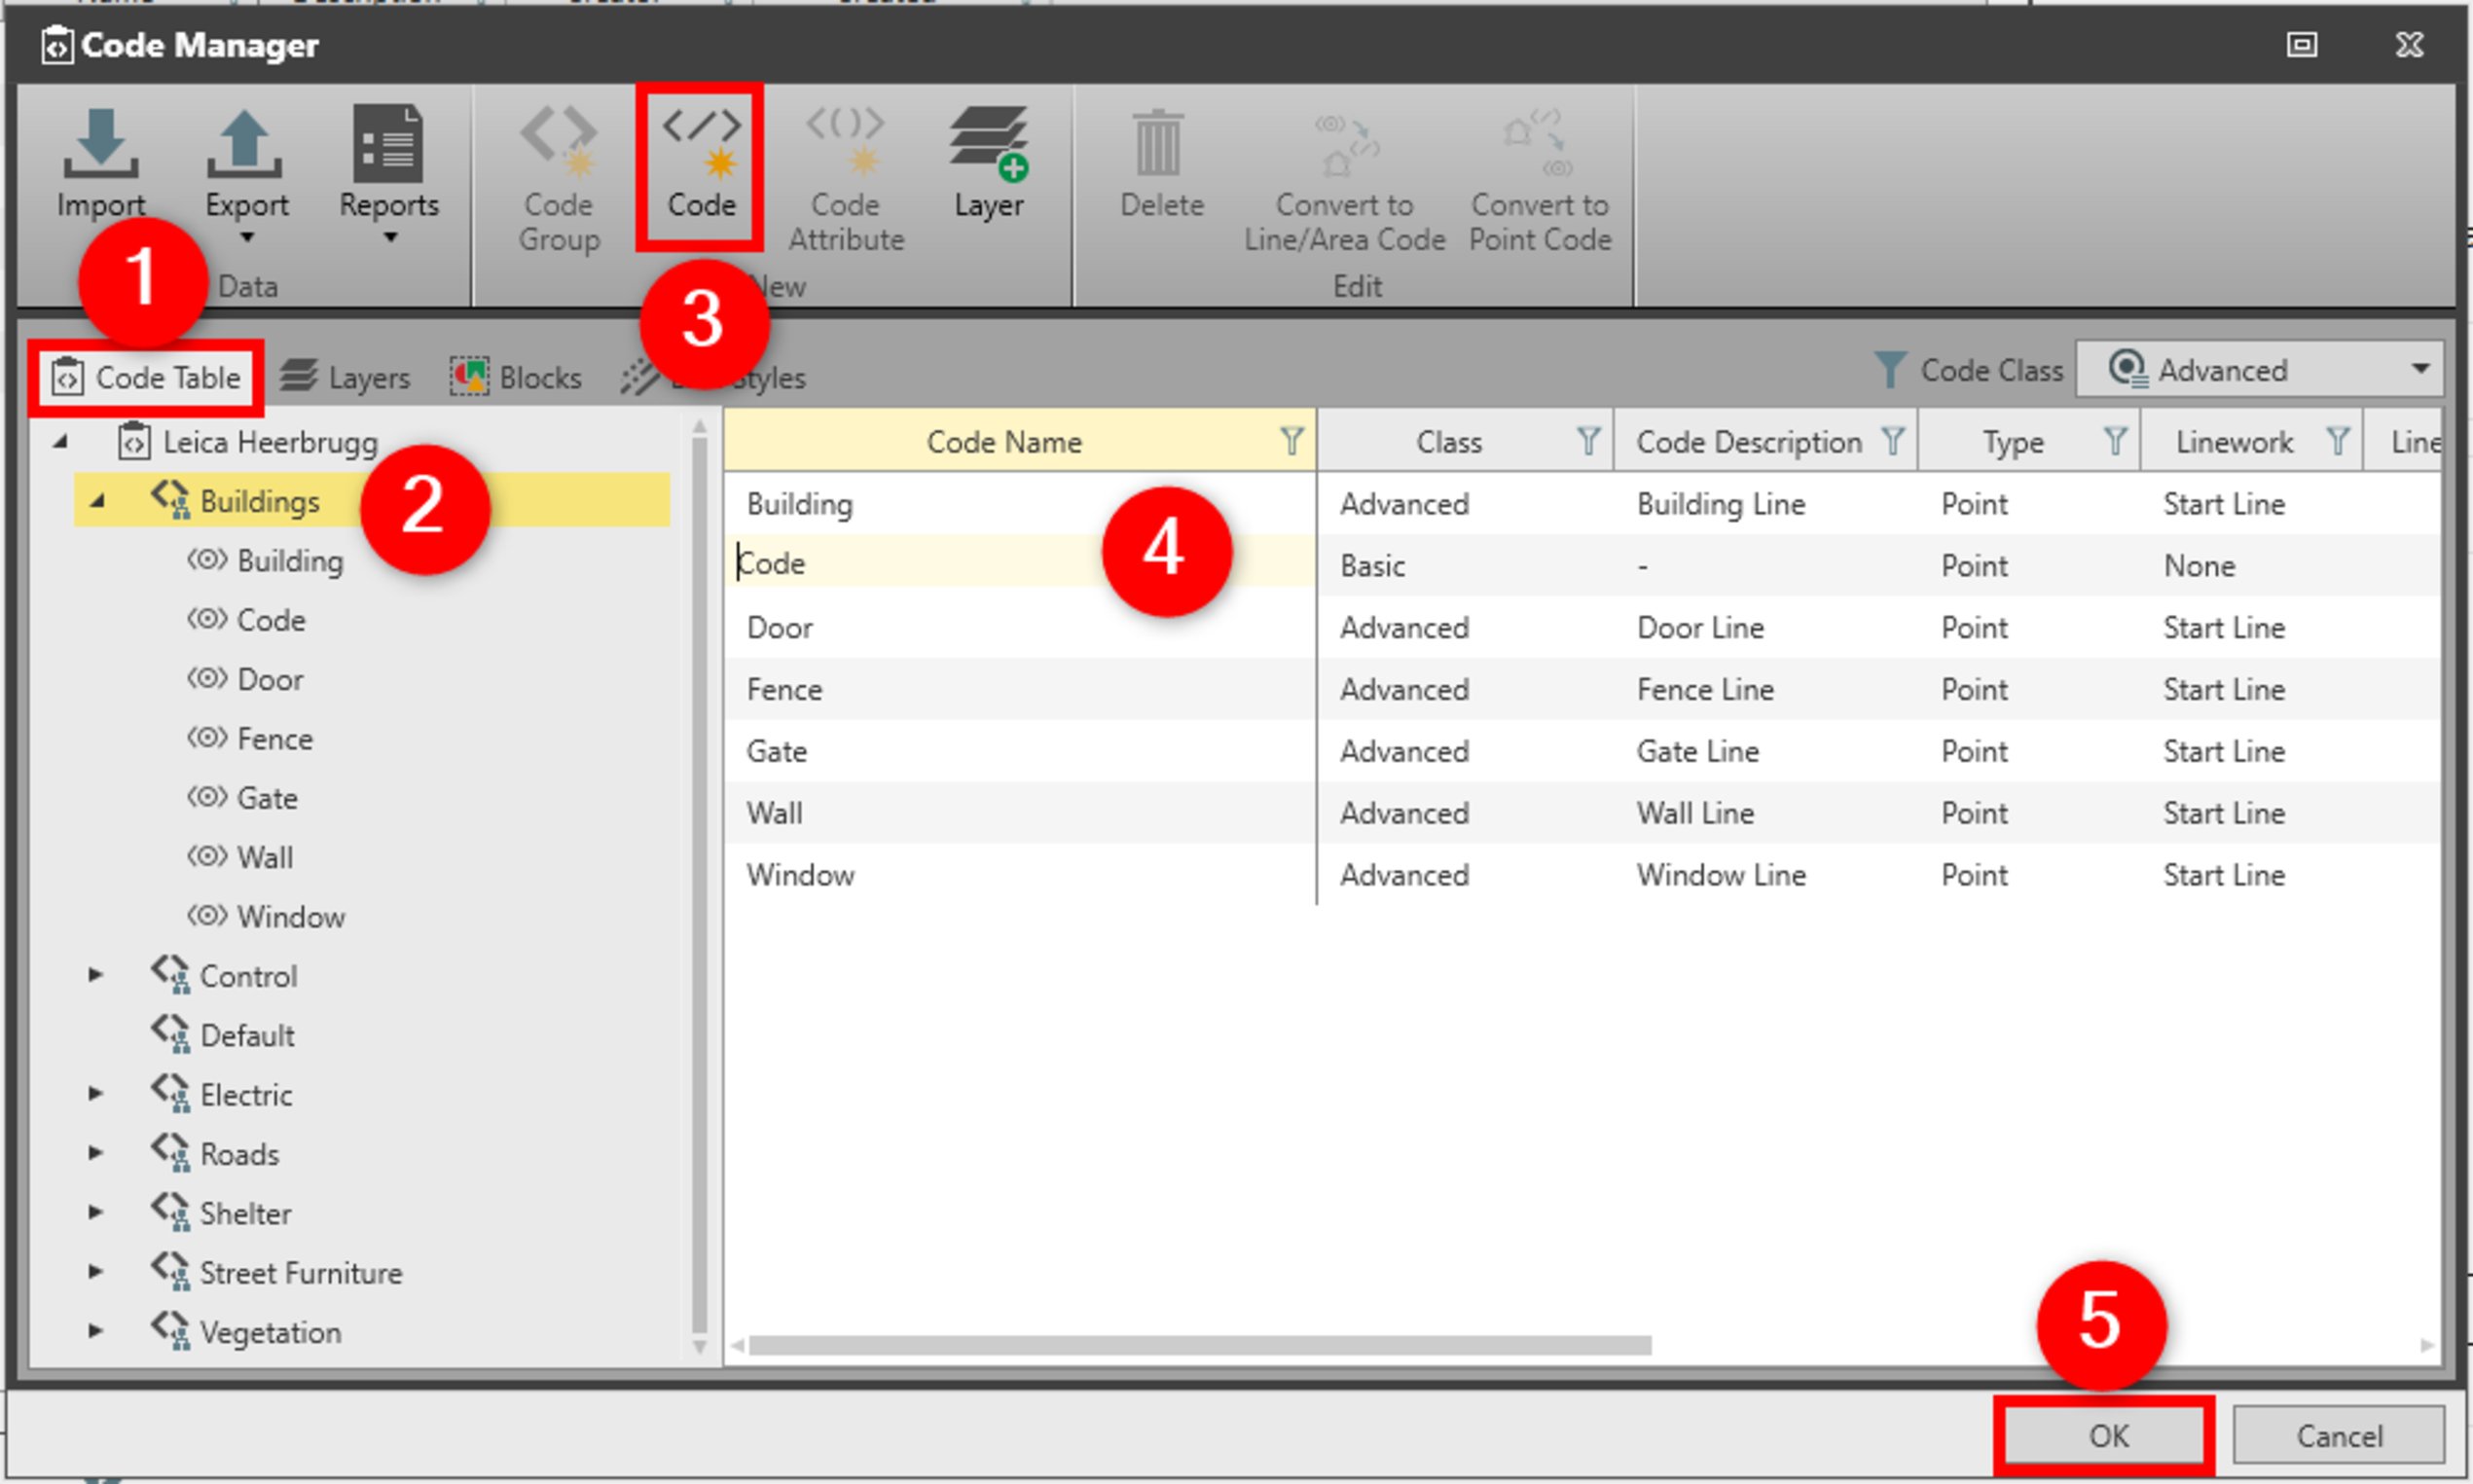 Code Manager
Import
Export
Reports
Code Group
Code
Code Attribute
Layer
Delete
Convert to Line/Area Code
Convert to Point Code
1
Data
3
New
Edit
Code Table
Layers
Blocks
Styles
Code Class
Advanced
Leica Heerbrugg
Buildings
2
Building
Code
Door
Fence
Gate
Wall
Window
Control
Default
Electric
Roads
Shelter
Street Furniture
Vegetation
Code Name Class Code Description Type Linework Line
Building Advanced Building Line Point Start Line
4
Code Basic - Point None
Door Advanced Door Line Point Start Line
Fence Advanced Fence Line Point Start Line
Gate Advanced Gate Line Point Start Line
Wall Advanced Wall Line Point Start Line
Window Advanced Window Line Point Start Line
5
OK
Cancel